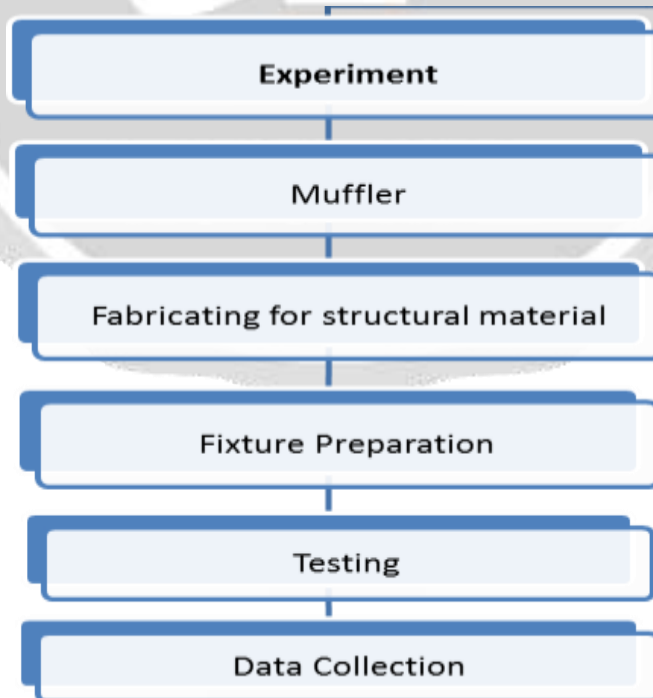 Experiment
Muffler
Fabricating for structural material
Fixture Preparation
Testing
Data Collection